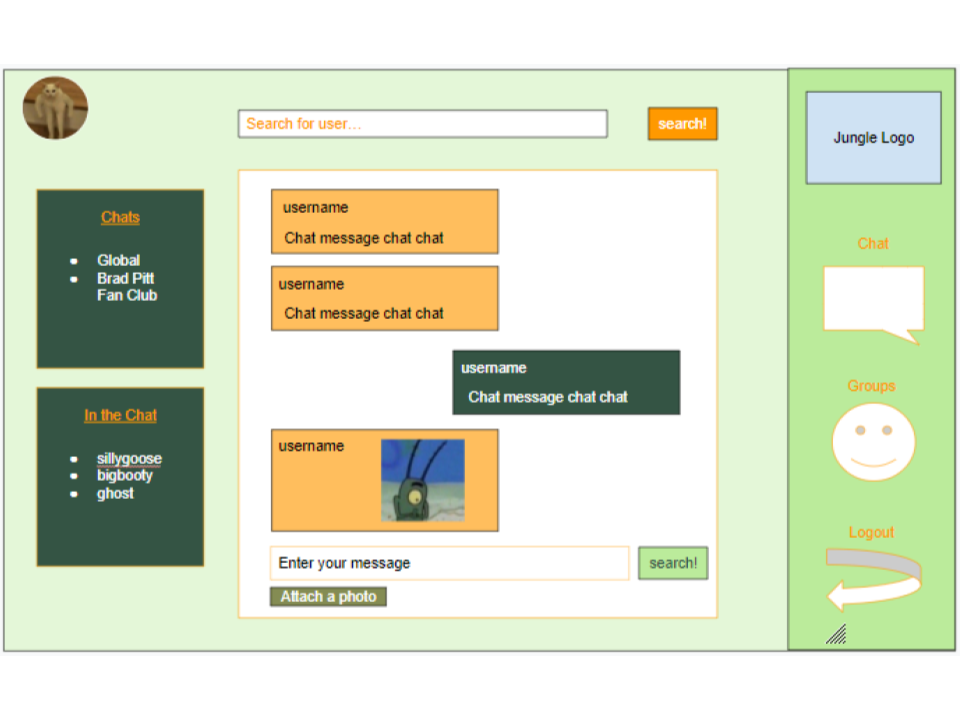 Search for user...
search!
Jungle Logo
Chats
Global
Brad Pitt
Fan Club
In the Chat
sillygoose
bigbooty
ghost
username
Chat message chat chat
username
Chat message chat chat
username
Chat message chat chat
username
Enter your message
search!
Attach a photo
Chat
Groups
Logout